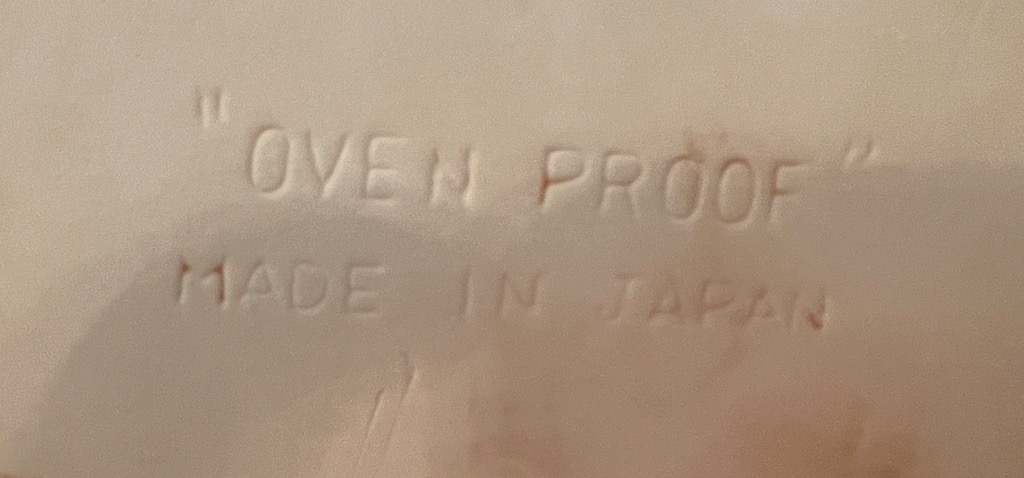 "OVEN PROOF"
MADE IN JAPAN